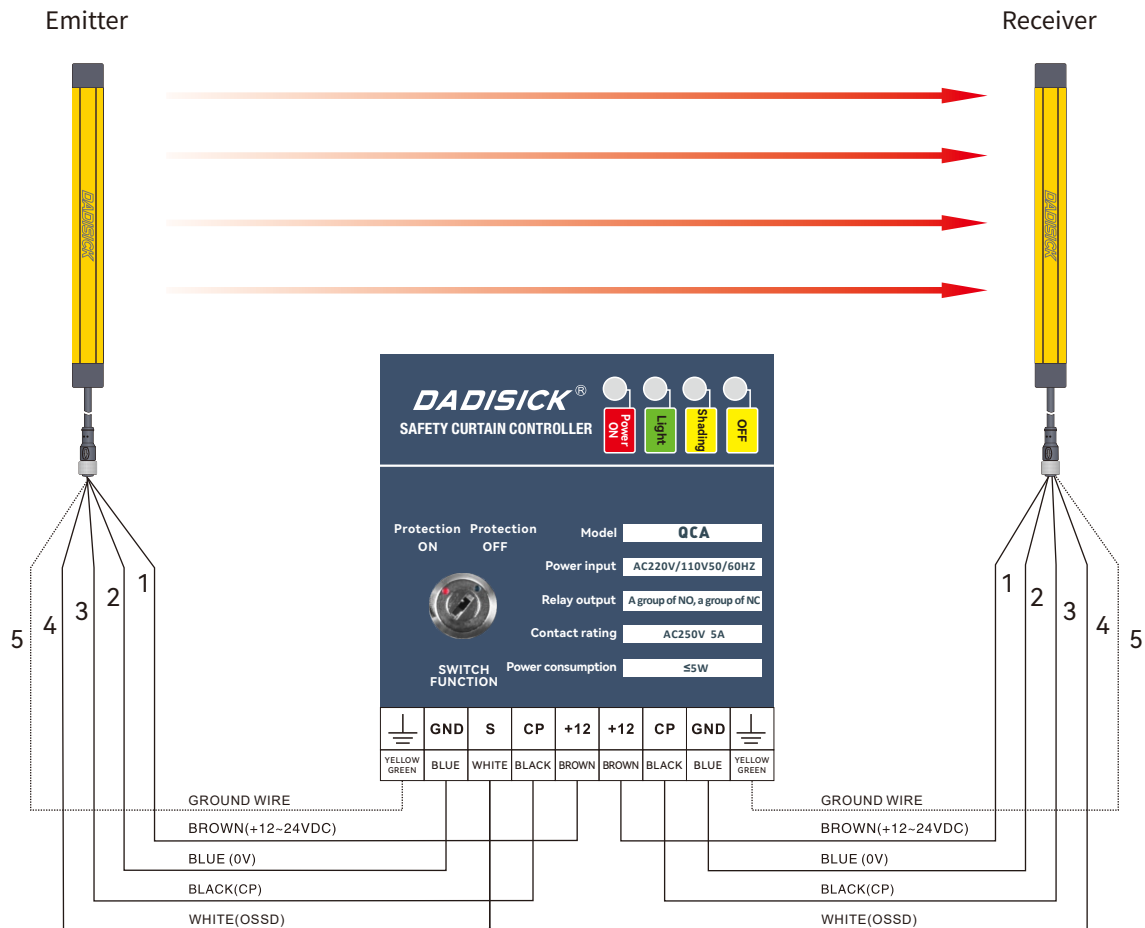 Emitter
Receiver
DADISICK
DADISICK
DADISICK ®
SAFETY CURTAIN CONTROLLER
Power ON
Light
Shading
OFF
Protection ON
Protection OFF
SWITCH FUNCTION
Model QCA
Power input AC220V/110V50/60HZ
Relay output A group of NO, a group of NC
Contact rating AC250V 5A
Power consumption ≤5W
GND S CP +12 +12 CP GND
YELLOW GREEN BLUE WHITE BLACK BROWN BROWN BLACK BLUE YELLOW GREEN
5 4 3 2 1
1 2 3 4 5
GROUND WIRE
BROWN(+12~24VDC)
BLUE (0V)
BLACK(CP)
WHITE(OSSD)
GROUND WIRE
BROWN(+12~24VDC)
BLUE (0V)
BLACK(CP)
WHITE(OSSD)